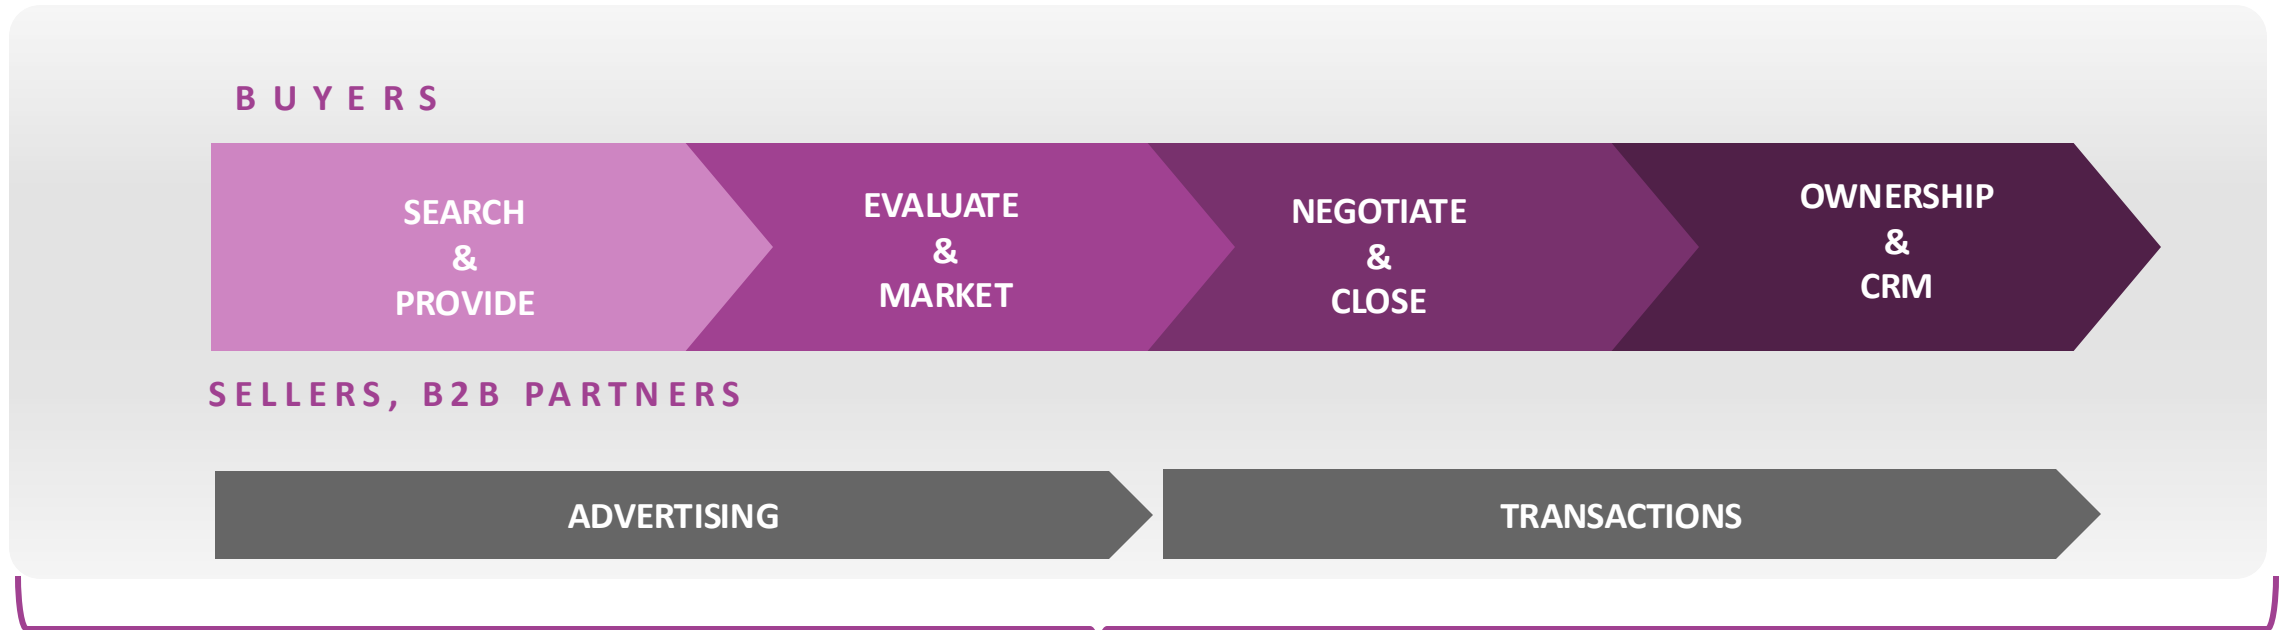 BUYERS
SEARCH
&
PROVIDE
EVALUATE
&
MARKET
NEGOTIATE
&
CLOSE
OWNERSHIP
&
CRM
SELLERS, B2B PARTNERS
ADVERTISING
TRANSACTIONS